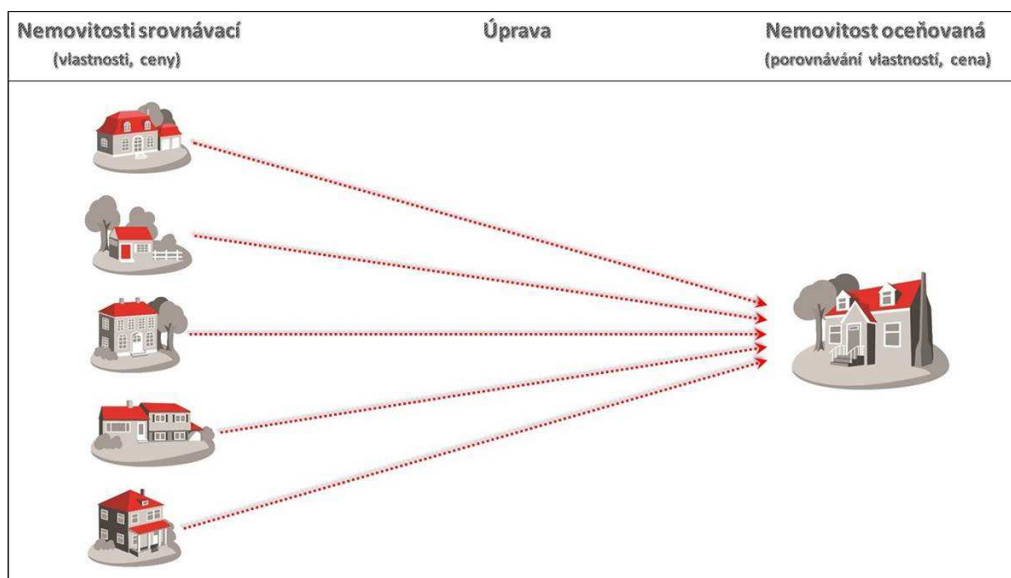 Nemovitosti srovnávací
(vlastnosti, ceny)
Úprava
Nemovitost oceňovaná
(porovnávání vlastností, cena)